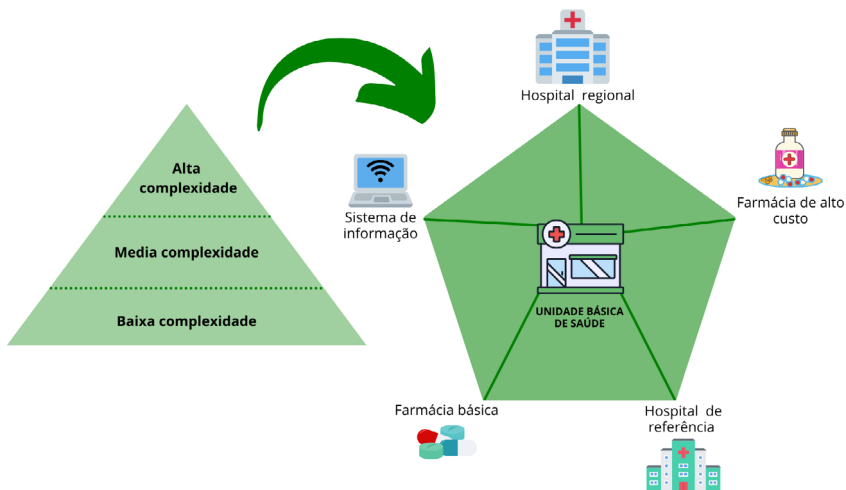 Hospital regional
Alta
complexidade
Media complexidade
Baixa complexidade
Sistema de
informação
Farmácia de alto
custo
UNIDADE BÁSICA
DE SAÚDE
Farmácia básica
Hospital de
referência